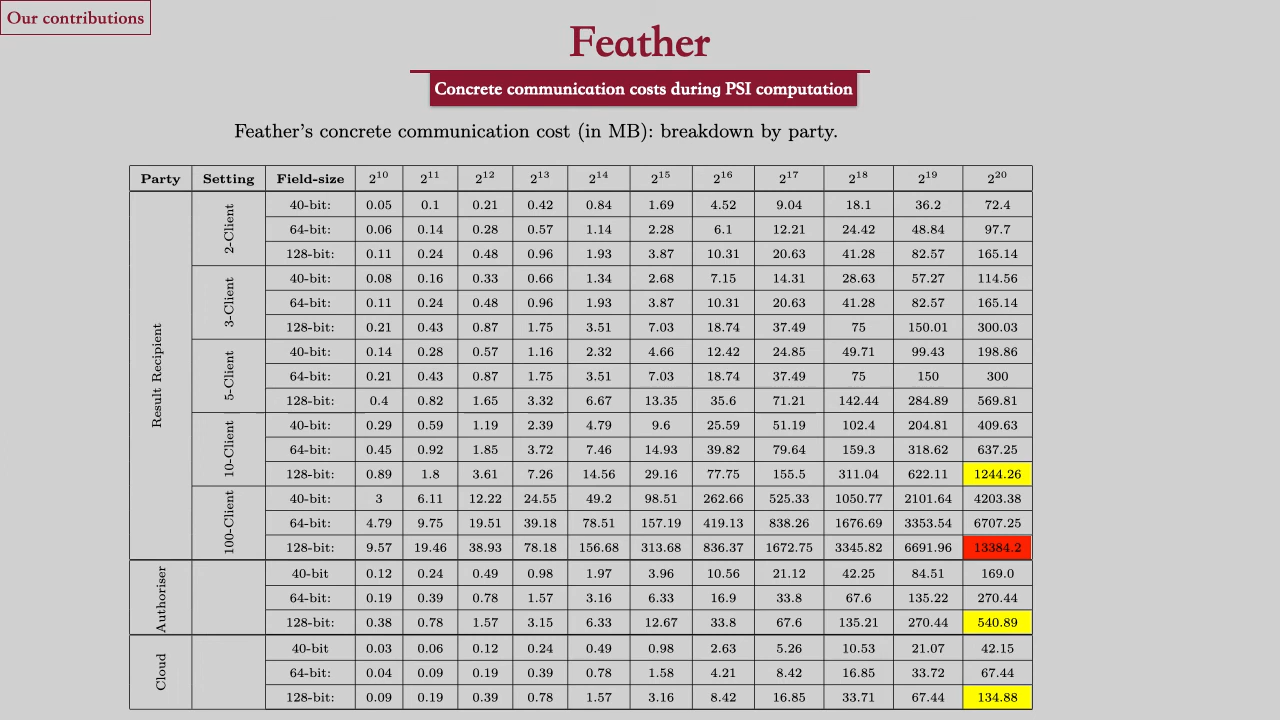 Our contributions
Feather
Concrete communication costs during PSI computation
Feather's concrete communication cost (in MB): breakdown by party.
Party Setting Field-size 2^10 2^11 2^12 2^13 2^14 2^15 2^16 2^17 2^18 2^19 2^20
Result Recipient
2-Client
40-bit: 0.05 0.1 0.21 0.42 0.84 1.69 4.52 9.04 18.1 36.2 72.4
64-bit: 0.06 0.14 0.28 0.57 1.14 2.28 6.1 12.21 24.42 48.84 97.7
128-bit: 0.11 0.24 0.48 0.96 1.93 3.87 10.31 20.63 41.28 82.57 165.14
3-Client
40-bit: 0.08 0.16 0.33 0.66 1.34 2.68 7.15 14.31 28.63 57.27 114.56
64-bit: 0.11 0.24 0.48 0.96 1.93 3.87 10.31 20.63 41.28 82.57 165.14
128-bit: 0.21 0.43 0.87 1.75 3.51 7.03 18.74 37.49 75 150.01 300.03
5-Client
40-bit: 0.14 0.28 0.57 1.16 2.32 4.66 12.42 24.85 49.71 99.43 198.86
64-bit: 0.21 0.43 0.87 1.75 3.51 7.03 18.74 37.49 75 150 300
128-bit: 0.4 0.82 1.65 3.32 6.67 13.35 35.6 71.21 142.44 284.89 569.81
10-Client
40-bit: 0.29 0.59 1.19 2.39 4.79 9.6 25.59 51.19 102.4 204.81 409.63
64-bit: 0.45 0.92 1.85 3.72 7.46 14.93 39.82 79.64 159.3 318.62 637.25
128-bit: 0.89 1.8 3.61 7.26 14.56 29.16 77.75 155.5 311.04 622.11 1244.26
100-Client
40-bit: 3 6.11 12.22 24.55 49.2 98.51 262.66 525.33 1050.77 2101.64 4203.38
64-bit: 4.79 9.75 19.51 39.18 78.51 157.19 419.13 838.26 1676.69 3353.54 6707.25
128-bit: 9.57 19.46 38.93 78.18 156.68 313.68 836.37 1672.75 3345.82 6691.96 13384.2
Authoriser
40-bit 0.12 0.24 0.49 0.98 1.97 3.96 10.56 21.12 42.25 84.51 169.0
64-bit: 0.19 0.39 0.78 1.57 3.16 6.33 16.9 33.8 67.6 135.22 270.44
128-bit: 0.38 0.78 1.57 3.15 6.33 12.67 33.8 67.6 135.21 270.44 540.89
Cloud
40-bit 0.03 0.06 0.12 0.24 0.49 0.98 2.63 5.26 10.53 21.07 42.15
64-bit: 0.04 0.09 0.19 0.39 0.78 1.58 4.21 8.42 16.85 33.72 67.44
128-bit: 0.09 0.19 0.39 0.78 1.57 3.16 8.42 16.85 33.71 67.44 134.88